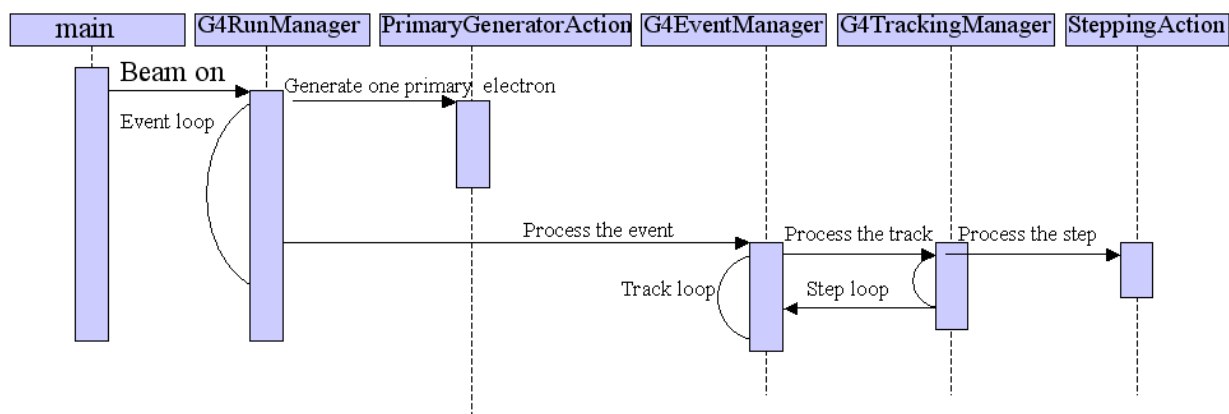 main
G4RunManager
PrimaryGeneratorAction
G4EventManager
G4TrackingManager
SteppingAction
Beam on
Generate one primary electron
Event loop
Process the event
Process the track
Process the step
Track loop
Step loop